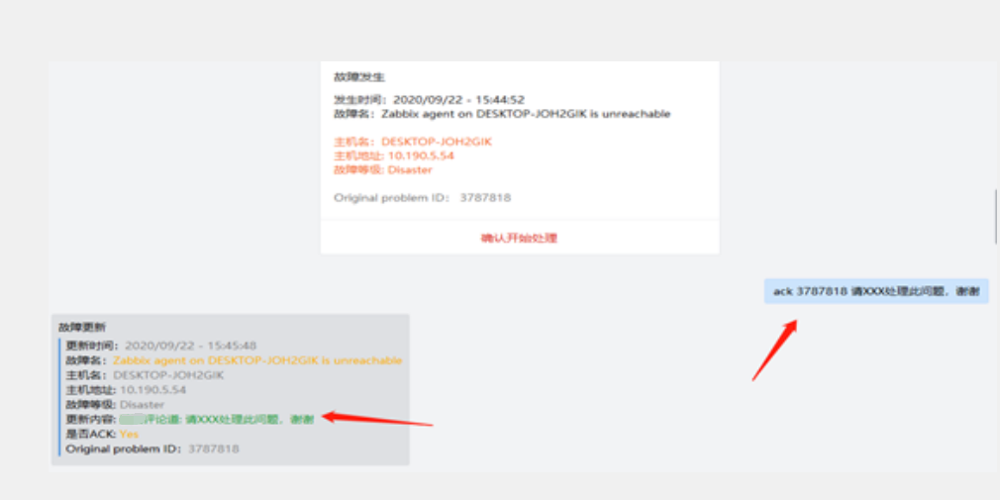 故障发生
发生时间：2020/09/22 - 15:44:52
故障名：Zabbix agent on DESKTOP-JOH2GIK is unreachable
主机名：DESKTOP-JOH2GIK
主机地址: 10.190.5.54
故障等级: Disaster
Original problem ID： 3787818
确认开始处理
ack 3787818 请XXX处理此问题，谢谢
故障更新
更新时间：2020/09/22 - 15:45:48
故障名：Zabbix agent on DESKTOP-JOH2GIK is unreachable
主机名：DESKTOP-JOH2GIK
主机地址: 10.190.5.54
故障等级: Disaster
更新内容: 评论道: 请XXX处理此问题，谢谢
是否ACK: Yes
Original problem ID： 3787818